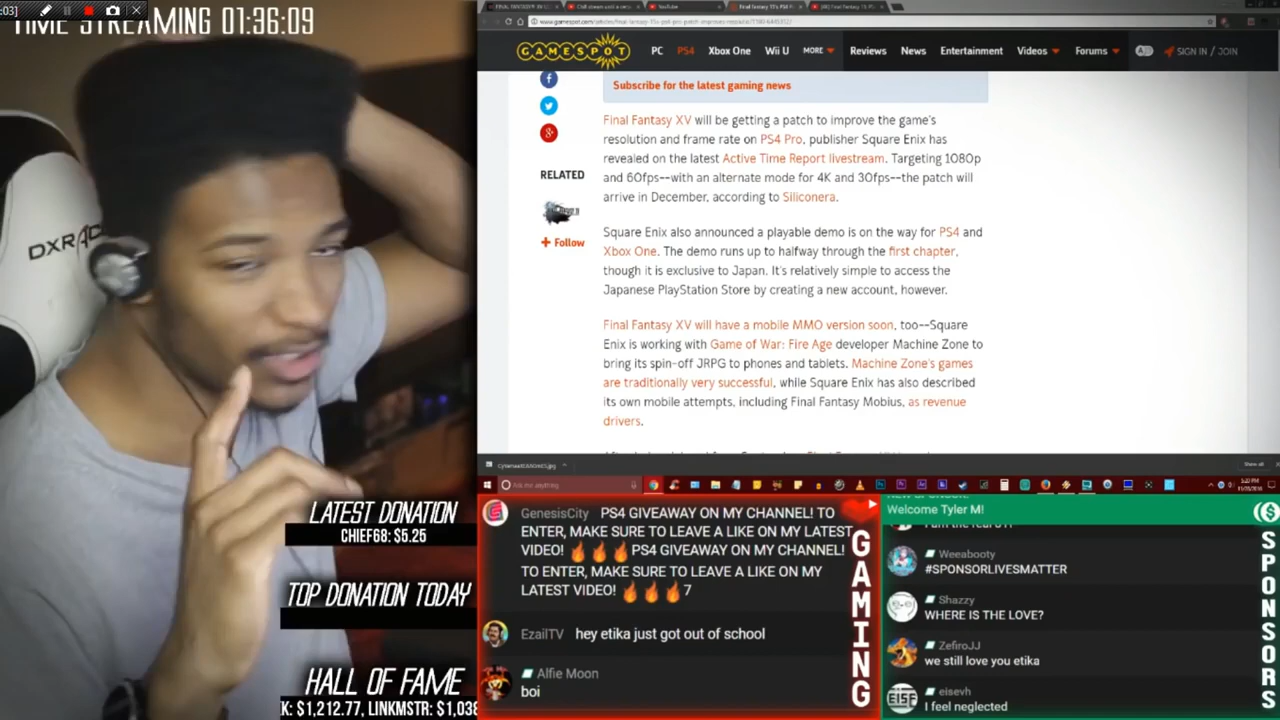 :03]
TIME STREAMING 01:36:09
DXRAC
LATEST DONATION
CHIEF68: $5.25
TOP DONATION TODAY
HALL OF FAME
K: $1,212.77, LINKMSTR: $1,038
YouTube
GAMESPOT
PC PS4 Xbox One Wii U MORE Reviews News Entertainment Videos Forums SIGN IN / JOIN
Subscribe for the latest gaming news
RELATED
+ Follow
Final Fantasy XV will be getting a patch to improve the game's
resolution and frame rate on PS4 Pro, publisher Square Enix has
revealed on the latest Active Time Report livestream. Targeting 1080p
and 60fps--with an alternate mode for 4K and 30fps--the patch will
arrive in December, according to Siliconera.
Square Enix also announced a playable demo is on the way for PS4 and
Xbox One. The demo runs up to halfway through the first chapter,
though it is exclusive to Japan. It's relatively simple to access the
Japanese PlayStation Store by creating a new account, however.
Final Fantasy XV will have a mobile MMO version soon, too--Square
Enix is working with Game of War: Fire Age developer Machine Zone to
bring its spin-off JRPG to phones and tablets. Machine Zone's games
are traditionally very successful, while Square Enix has also described
its own mobile attempts, including Final Fantasy Mobius, as revenue
drivers.
Show all
Ask me anything
GenesisCity PS4 GIVEAWAY ON MY CHANNEL! TO
ENTER, MAKE SURE TO LEAVE A LIKE ON MY LATEST
VIDEO! 🔥 🔥 🔥 PS4 GIVEAWAY ON MY CHANNEL!
TO ENTER, MAKE SURE TO LEAVE A LIKE ON MY
LATEST VIDEO! 🔥 🔥 🔥 7
EzailTV hey etika just got out of school
Alfie Moon
boi
GAMING
Welcome Tyler M!
Weeabooty
#SPONSORLIVESMATTER
Shazzy
WHERE IS THE LOVE?
ZefiroJJ
we still love you etika
EISF
eisevh
I feel neglected
SPONSORS